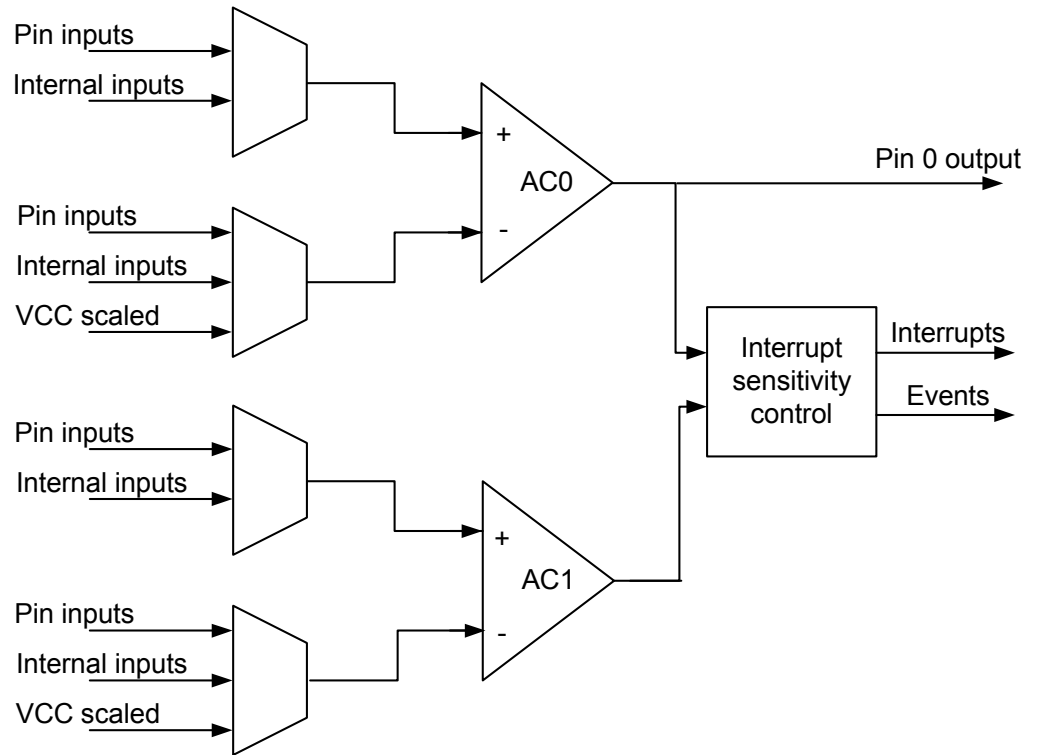 Pin inputs
Internal inputs
+
AC0
-
Pin 0 output
Pin inputs
Internal inputs
VCC scaled
Interrupt
sensitivity
control
Interrupts
Events
Pin inputs
Internal inputs
+
AC1
-
Pin inputs
Internal inputs
VCC scaled